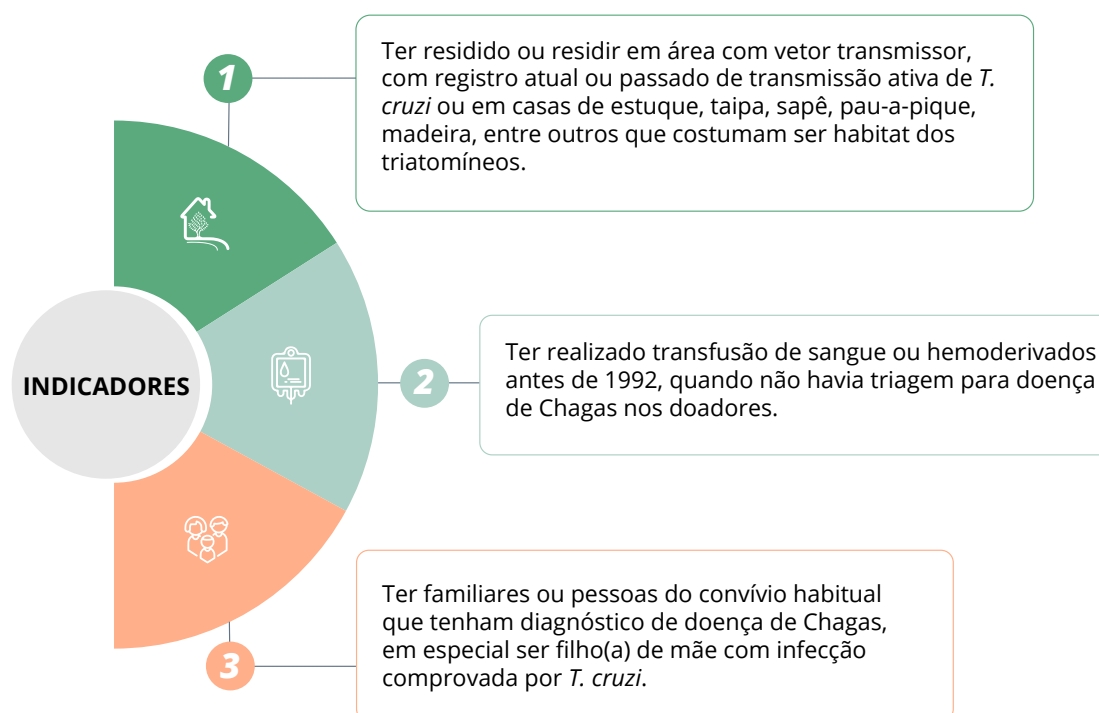 1
Ter residido ou residir em área com vetor transmissor,
com registro atual ou passado de transmissão ativa de T.
cruzi ou em casas de estuque, taipa, sapê, pau-a-pique,
madeira, entre outros que costumam ser habitat dos
triatomíneos.
INDICADORES
2
Ter realizado transfusão de sangue ou hemoderivados
antes de 1992, quando não havia triagem para doença
de Chagas nos doadores.
3
Ter familiares ou pessoas do convívio habitual
que tenham diagnóstico de doença de Chagas,
em especial ser filho(a) de mãe com infecção
comprovada por T. cruzi.